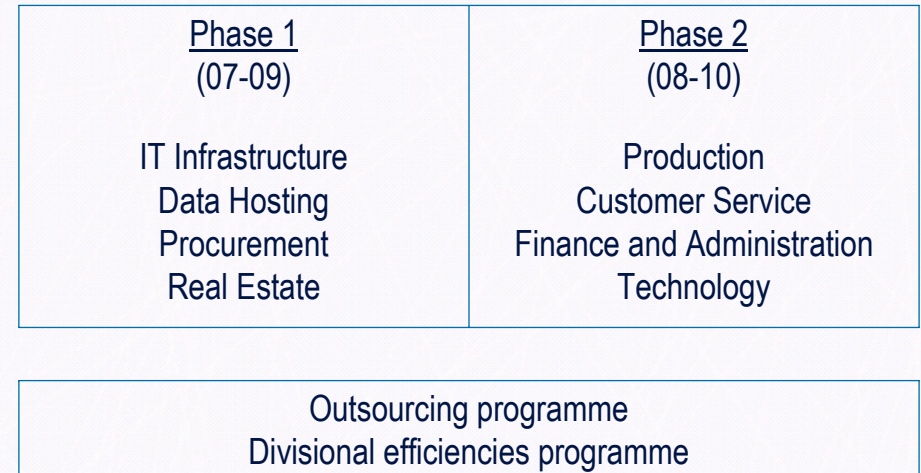 Phase 1
(07-09)
IT Infrastructure
Data Hosting
Procurement
Real Estate
Phase 2
(08-10)
Production
Customer Service
Finance and Administration
Technology
Outsourcing programme
Divisional efficiencies programme